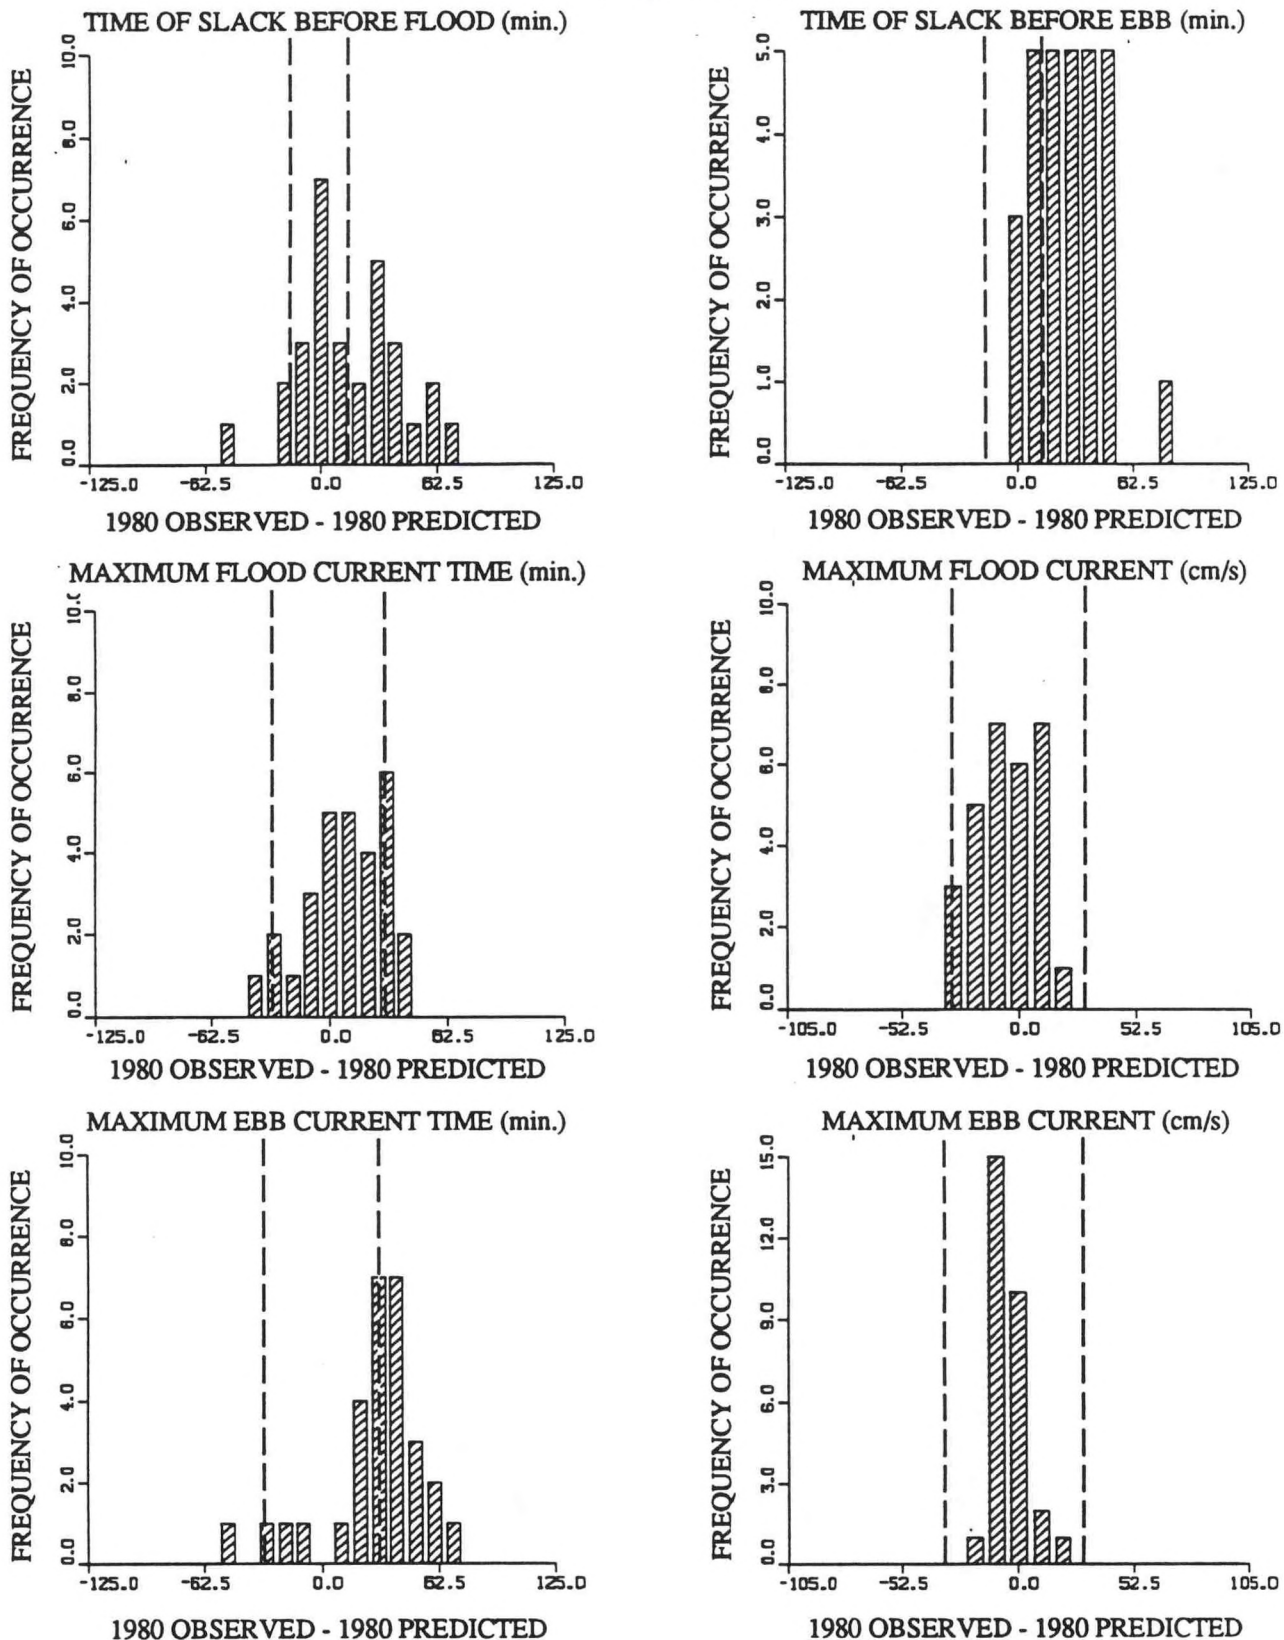 TIME OF SLACK BEFORE FLOOD (min.)
FREQUENCY OF OCCURRENCE
10.0
8.0
6.0
4.0
2.0
0.0
-125.0 -62.5 0.0 62.5 125.0
1980 OBSERVED - 1980 PREDICTED
TIME OF SLACK BEFORE EBB (min.)
FREQUENCY OF OCCURRENCE
5.0
4.0
3.0
2.0
1.0
0.0
-125.0 -62.5 0.0 62.5 125.0
1980 OBSERVED - 1980 PREDICTED
MAXIMUM FLOOD CURRENT TIME (min.)
FREQUENCY OF OCCURRENCE
10.0
8.0
6.0
4.0
2.0
0.0
-125.0 -62.5 0.0 62.5 125.0
1980 OBSERVED - 1980 PREDICTED
MAXIMUM FLOOD CURRENT (cm/s)
FREQUENCY OF OCCURRENCE
10.0
8.0
6.0
4.0
2.0
0.0
-105.0 -52.5 0.0 52.5 105.0
1980 OBSERVED - 1980 PREDICTED
MAXIMUM EBB CURRENT TIME (min.)
FREQUENCY OF OCCURRENCE
10.0
8.0
6.0
4.0
2.0
0.0
-125.0 -62.5 0.0 62.5 125.0
1980 OBSERVED - 1980 PREDICTED
MAXIMUM EBB CURRENT (cm/s)
FREQUENCY OF OCCURRENCE
15.0
12.0
9.0
6.0
3.0
0.0
-105.0 -52.5 0.0 52.5 105.0
1980 OBSERVED - 1980 PREDICTED